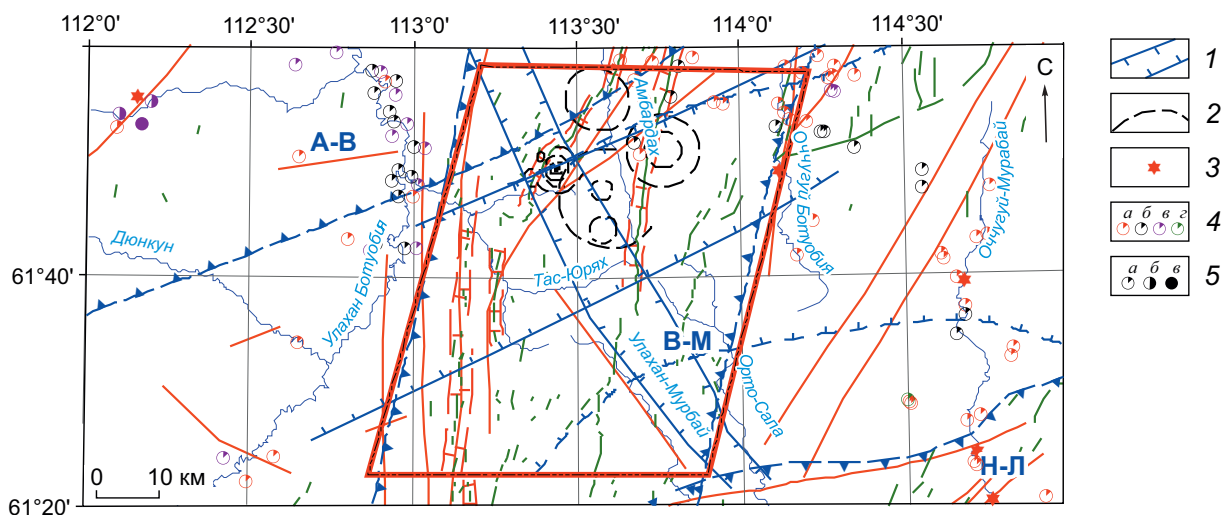 112°0' 112°30' 113°0' 113°30' 114°0' 114°30'
С
Амбардах
А-В
Оччугуй Ботуобия
Оччугуй-Мурабай
Дюнкун
Улахан Ботуобия
Тас-Юрях
61°40'
В-М
Улахан-Мурбай
Орто-Сала
Н-Л
0 10 км
61°20'
1
2
3
а б в г
4
а б в
5